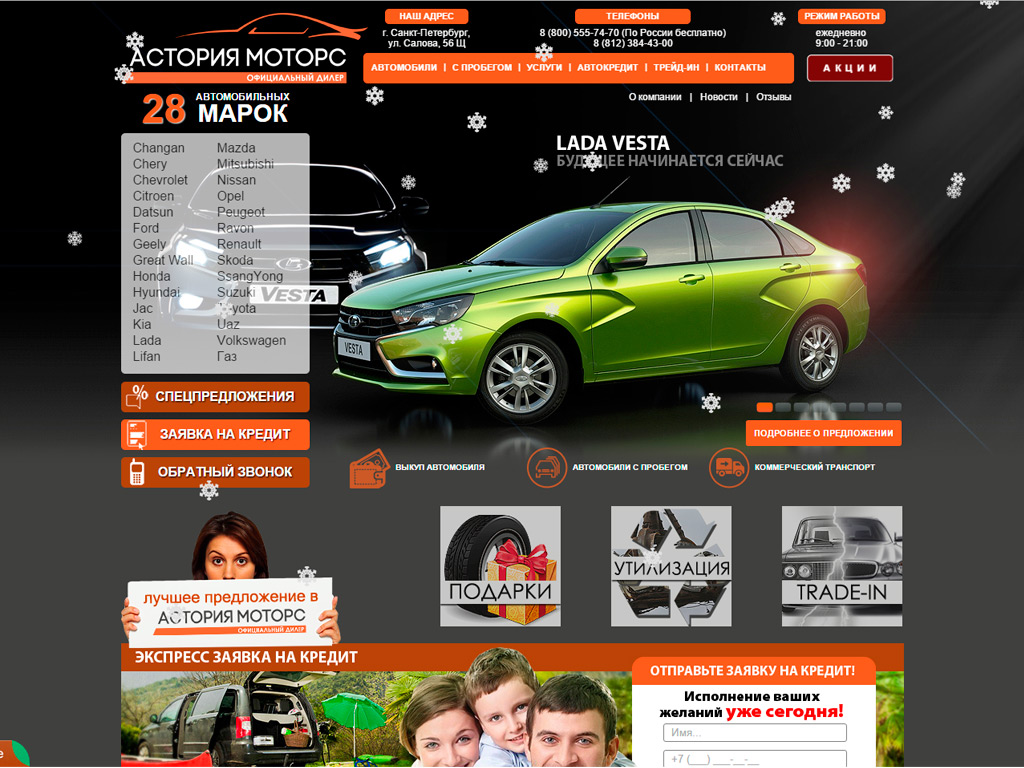 АСТОРИЯ МОТОРС
ОФИЦИАЛЬНЫЙ ДИЛЕР
НАШ АДРЕС
г. Санкт-Петербург,
ул. Салова, 56 Щ
ТЕЛЕФОНЫ
8 (800) 555-74-70 (По России бесплатно)
8 (812) 384-43-00
РЕЖИМ РАБОТЫ
ежедневно
9:00 - 21:00
АВТОМОБИЛИ | С ПРОБЕГОМ | УСЛУГИ | АВТОКРЕДИТ | ТРЕЙД-ИН | КОНТАКТЫ
АКЦИИ
О компании | Новости | Отзывы
28 АВТОМОБИЛЬНЫХ
МАРОК
Changan Mazda
Chery Mitsubishi
Chevrolet Nissan
Citroen Opel
Datsun Peugeot
Ford Ravon
Geely Renault
Great Wall Skoda
Honda SsangYong
Hyundai Suzuki
Jac Toyota
Kia Uaz
Lada Volkswagen
Lifan Газ
LADA VESTA
БУДУЩЕЕ НАЧИНАЕТСЯ СЕЙЧАС
VESTA
VESTA
СПЕЦПРЕДЛОЖЕНИЯ
ЗАЯВКА НА КРЕДИТ
ОБРАТНЫЙ ЗВОНОК
ПОДРОБНЕЕ О ПРЕДЛОЖЕНИИ
ВЫКУП АВТОМОБИЛЯ
АВТОМОБИЛИ С ПРОБЕГОМ
КОММЕРЧЕСКИЙ ТРАНСПОРТ
лучшее предложение в
АСТОРИЯ МОТОРС
ОФИЦИАЛЬНЫЙ ДИЛЕР
ПОДАРКИ
УТИЛИЗАЦИЯ
TRADE-IN
ЭКСПРЕСС ЗАЯВКА НА КРЕДИТ
ОТПРАВЬТЕ ЗАЯВКУ НА КРЕДИТ!
Исполнение ваших
желаний уже сегодня!
Имя...
+7 (___) ___-__-__